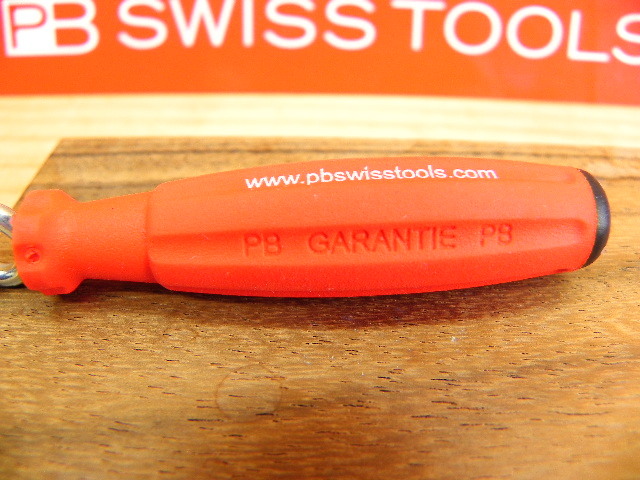 PB SWISS TOOLS
www.pbswisstools.com
PB GARANTIE PB